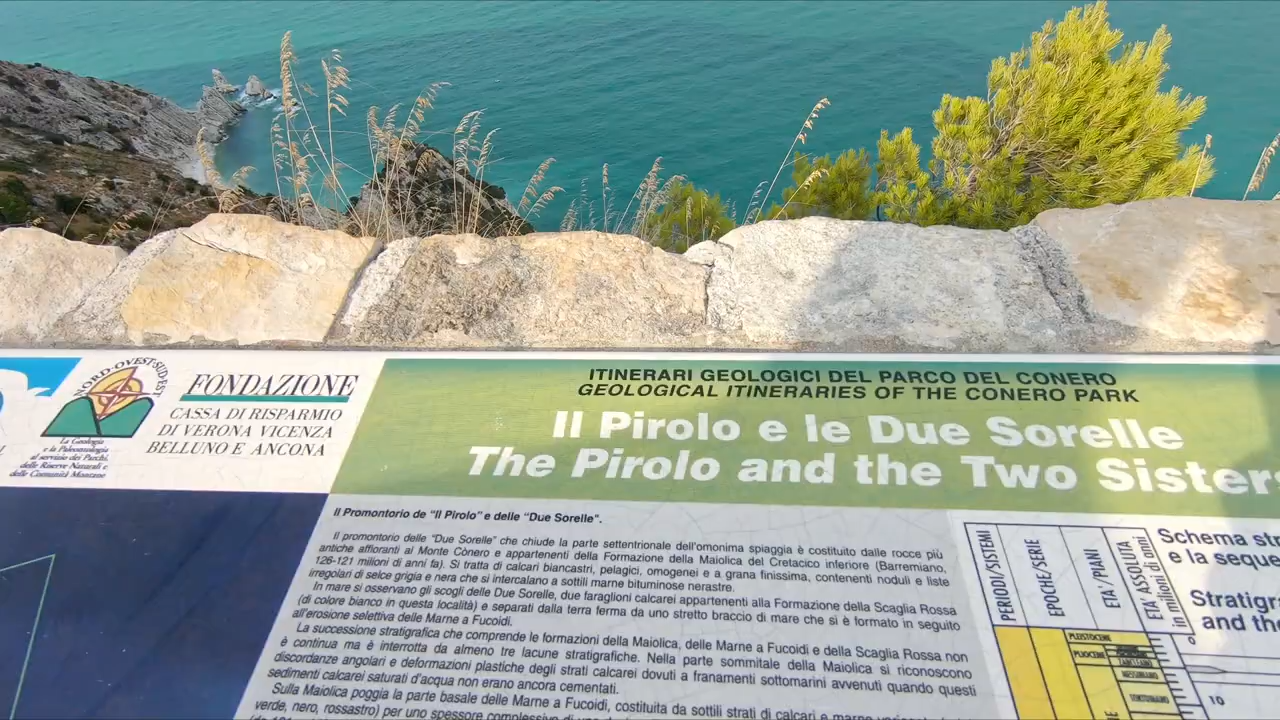 NORD-OVEST-SUD-EST
La Geologia
e la Paleontologia
al servizio dei Parchi,
delle Riserve Naturali e
delle Comunità Montane
FONDAZIONE
CASSA DI RISPARMIO
DI VERONA VICENZA
BELLUNO E ANCONA
ITINERARI GEOLOGICI DEL PARCO DEL CONERO
GEOLOGICAL ITINERARIES OF THE CONERO PARK
Il Pirolo e le Due Sorelle
The Pirolo and the Two Sisters
Il Promontorio de "Il Pirolo" e delle "Due Sorelle".
Il promontorio delle "Due Sorelle" che chiude la parte settentrionale dell'omonima spiaggia è costituito dalle rocce più
antiche affioranti al Monte Cònero e appartenenti della Formazione della Maiolica del Cretacico inferiore (Barremiano,
126-121 milioni di anni fa). Si tratta di calcari biancastri, pelagici, omogenei e a grana finissima, contenenti noduli e liste
irregolari di selce grigia e nera che si intercalano a sottili marne bituminose nerastre.
In mare si osservano gli scogli delle Due Sorelle, due faraglioni calcarei appartenenti alla Formazione della Scaglia Rossa
(di colore bianco in questa località) e separati dalla terra ferma da uno stretto braccio di mare che si è formato in seguito
all'erosione selettiva delle Marne a Fucoidi.
La successione stratigrafica che comprende le formazioni della Maiolica, delle Marne a Fucoidi e della Scaglia Rossa non
è continua ma è interrotta da almeno tre lacune stratigrafiche. Nella parte sommitale della Maiolica si riconoscono
discordanze angolari e deformazioni plastiche degli strati calcarei dovuti a franamenti sottomarini avvenuti quando questi
sedimenti calcarei saturati d'acqua non erano ancora cementati.
Sulla Maiolica poggia la parte basale delle Marne a Fucoidi, costituita da sottili strati di calcari e marne
verde, nero, rossastro) per uno spessore complessivo di
PERIODI/SISTEMI
EPOCHE/SERIE
ETA'/PIANI
ETA' ASSOLUTA
in milioni di anni
Schema str
e la seque
Stratigra
and the
PLEISTOCENE
PLIOCENE
MESSINIANO
TORTONIANO
0
10